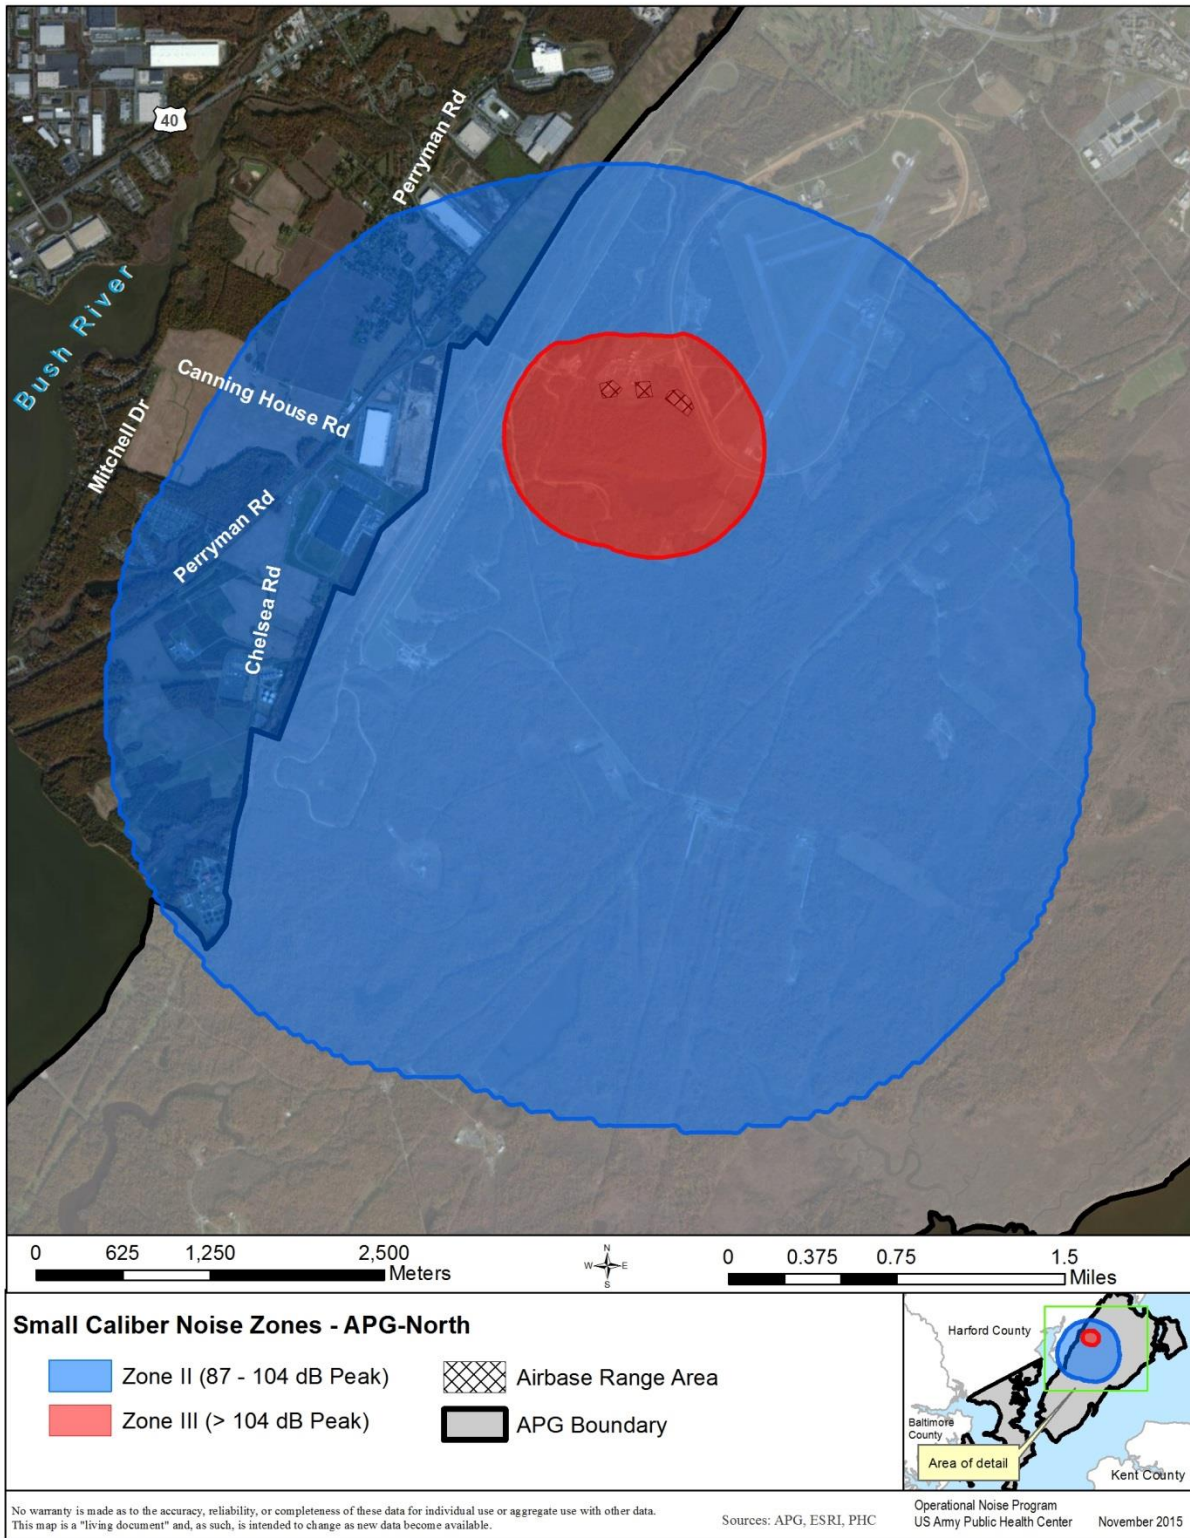 40
Perryman Rd
Bush River
Canning House Rd
Mitchell Dr
Perryman Rd
Chelsea Rd
0 625 1,250 2,500
Meters
N
W E
S
0 0.375 0.75 1.5
Miles
Small Caliber Noise Zones - APG-North
Zone II (87 - 104 dB Peak)
Airbase Range Area
Zone III (> 104 dB Peak)
APG Boundary
Harford County
Baltimore
County
Area of detail
Kent County
No warranty is made as to the accuracy, reliability, or completeness of these data for individual use or aggregate use with other data.
This map is a "living document" and, as such, is intended to change as new data become available.
Sources: APG, ESRI, PHC
Operational Noise Program
US Army Public Health Center November 2015